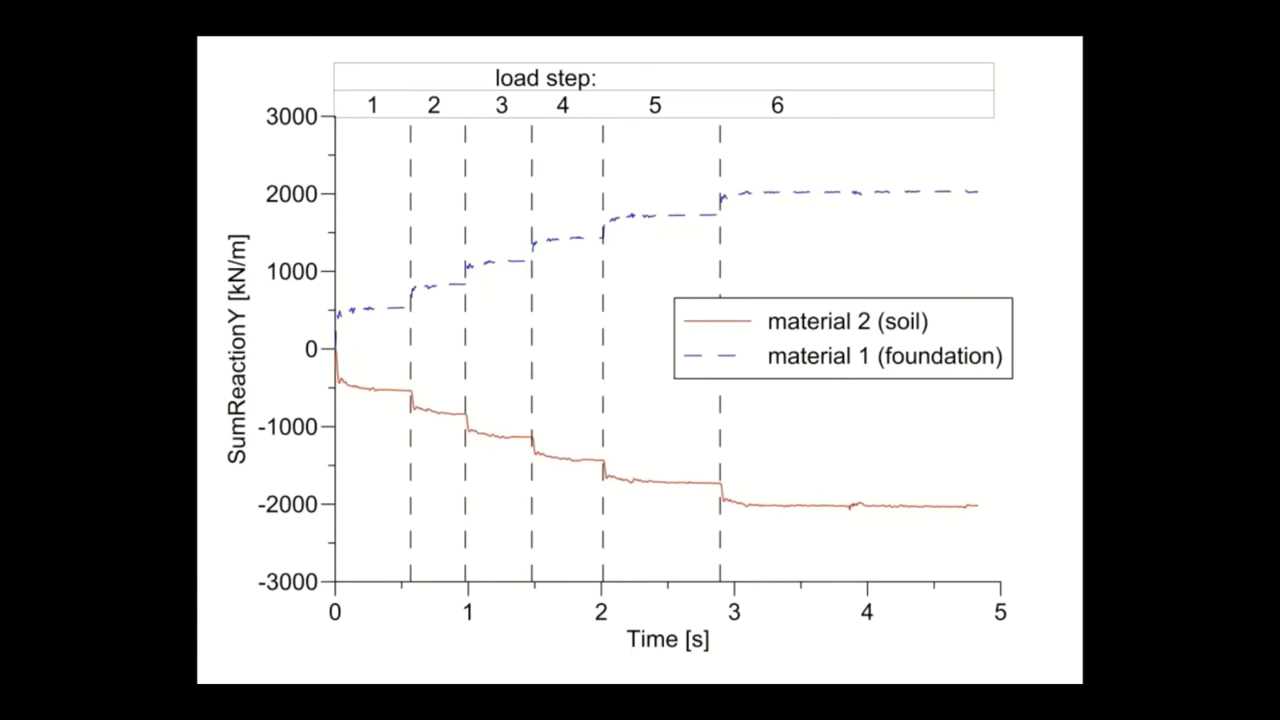 load step:
1 2 3 4 5 6
3000
2000
1000
0
-1000
-2000
-3000
SumReactionY [kN/m]
material 2 (soil)
material 1 (foundation)
0 1 2 3 4 5
Time [s]